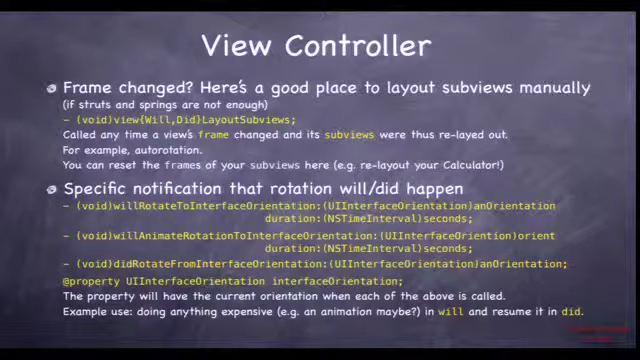 View Controller
Frame changed? Here's a good place to layout subviews manually
(if struts and springs are not enough)
- (void)view{Will,Did}LayoutSubviews;
Called any time a view's frame changed and its subviews were thus re-layed out.
For example, autorotation.
You can reset the frames of your subviews here (e.g. re-layout your Calculator!)
Specific notification that rotation will/did happen
- (void)willRotateToInterfaceOrientation:(UIInterfaceOrientation)anOrientation
duration:(NSTimeInterval)seconds;
- (void)willAnimateRotationToInterfaceOrientation:(UIInterfaceOrientation)orient
duration:(NSTimeInterval)seconds;
- (void)didRotateFromInterfaceOrientation:(UIInterfaceOrientation)anOrientation;
@property UIInterfaceOrientation interfaceOrientation;
The property will have the current orientation when each of the above is called.
Example use: doing anything expensive (e.g. an animation maybe?) in will and resume it in did.